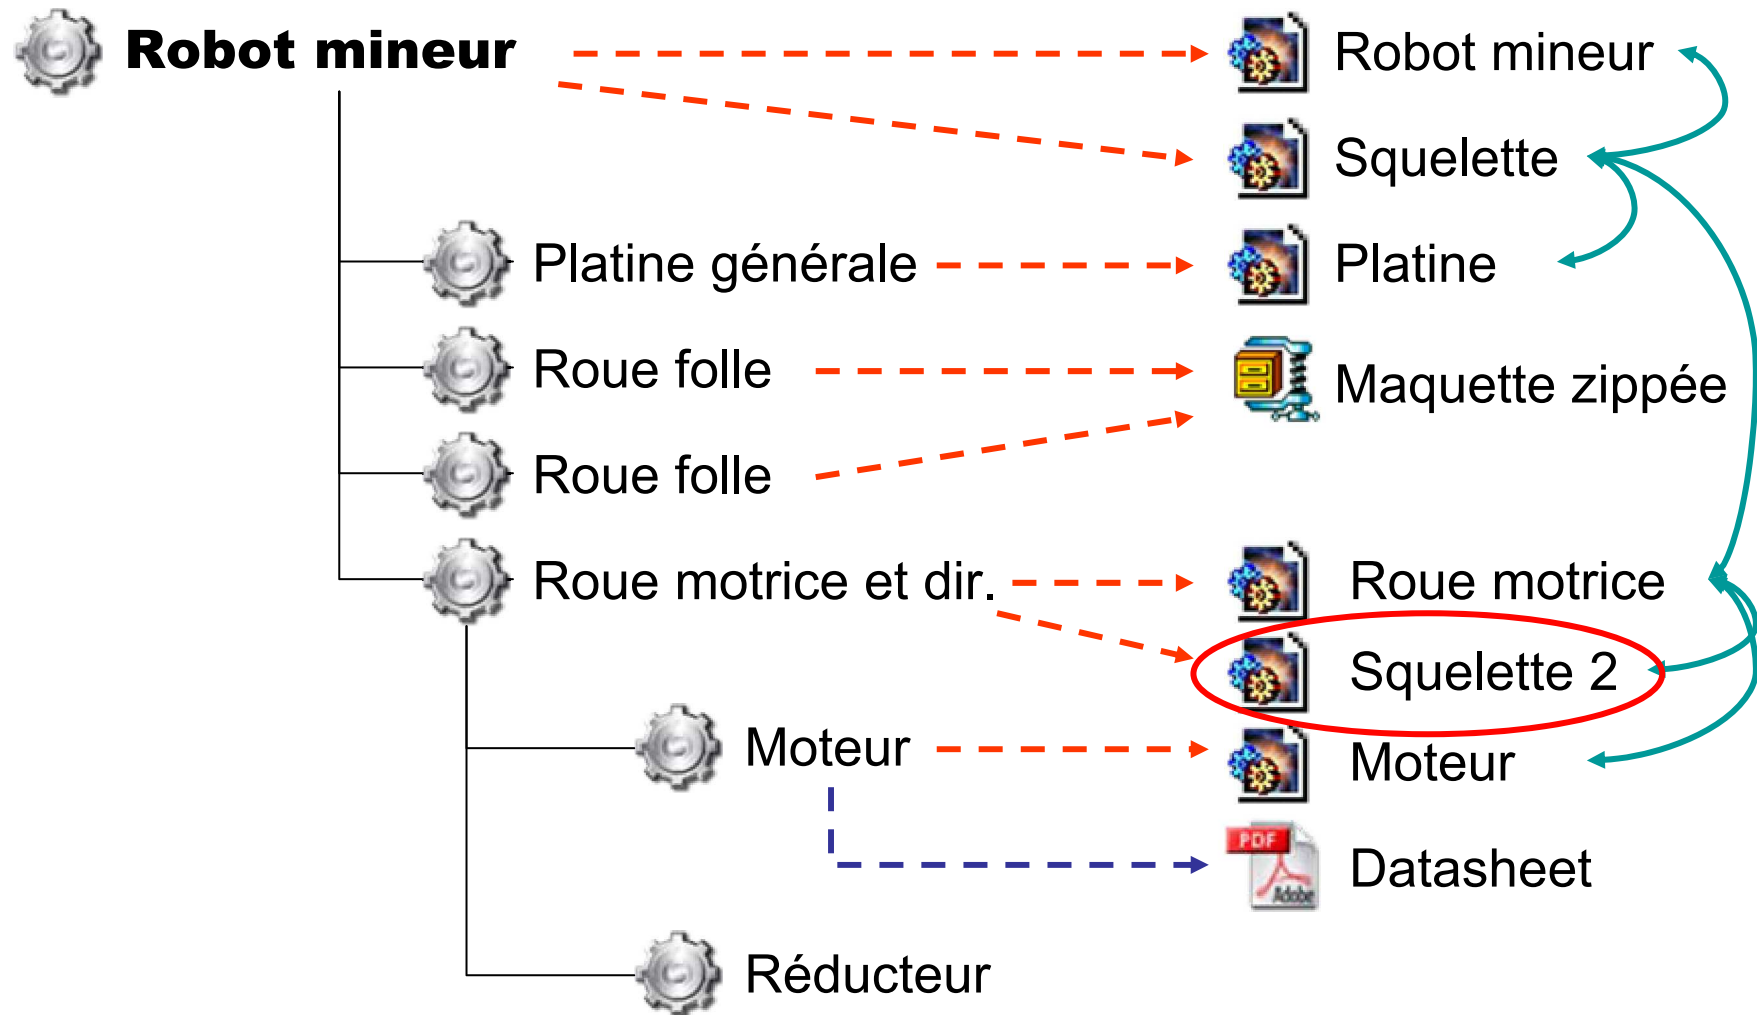 Robot mineur
Robot mineur
Squelette
Platine générale
Platine
Roue folle
Maquette zippée
Roue folle
Roue motrice et dir.
Roue motrice
Squelette 2
Moteur
Moteur
PDF
Datasheet
Adobe
Réducteur